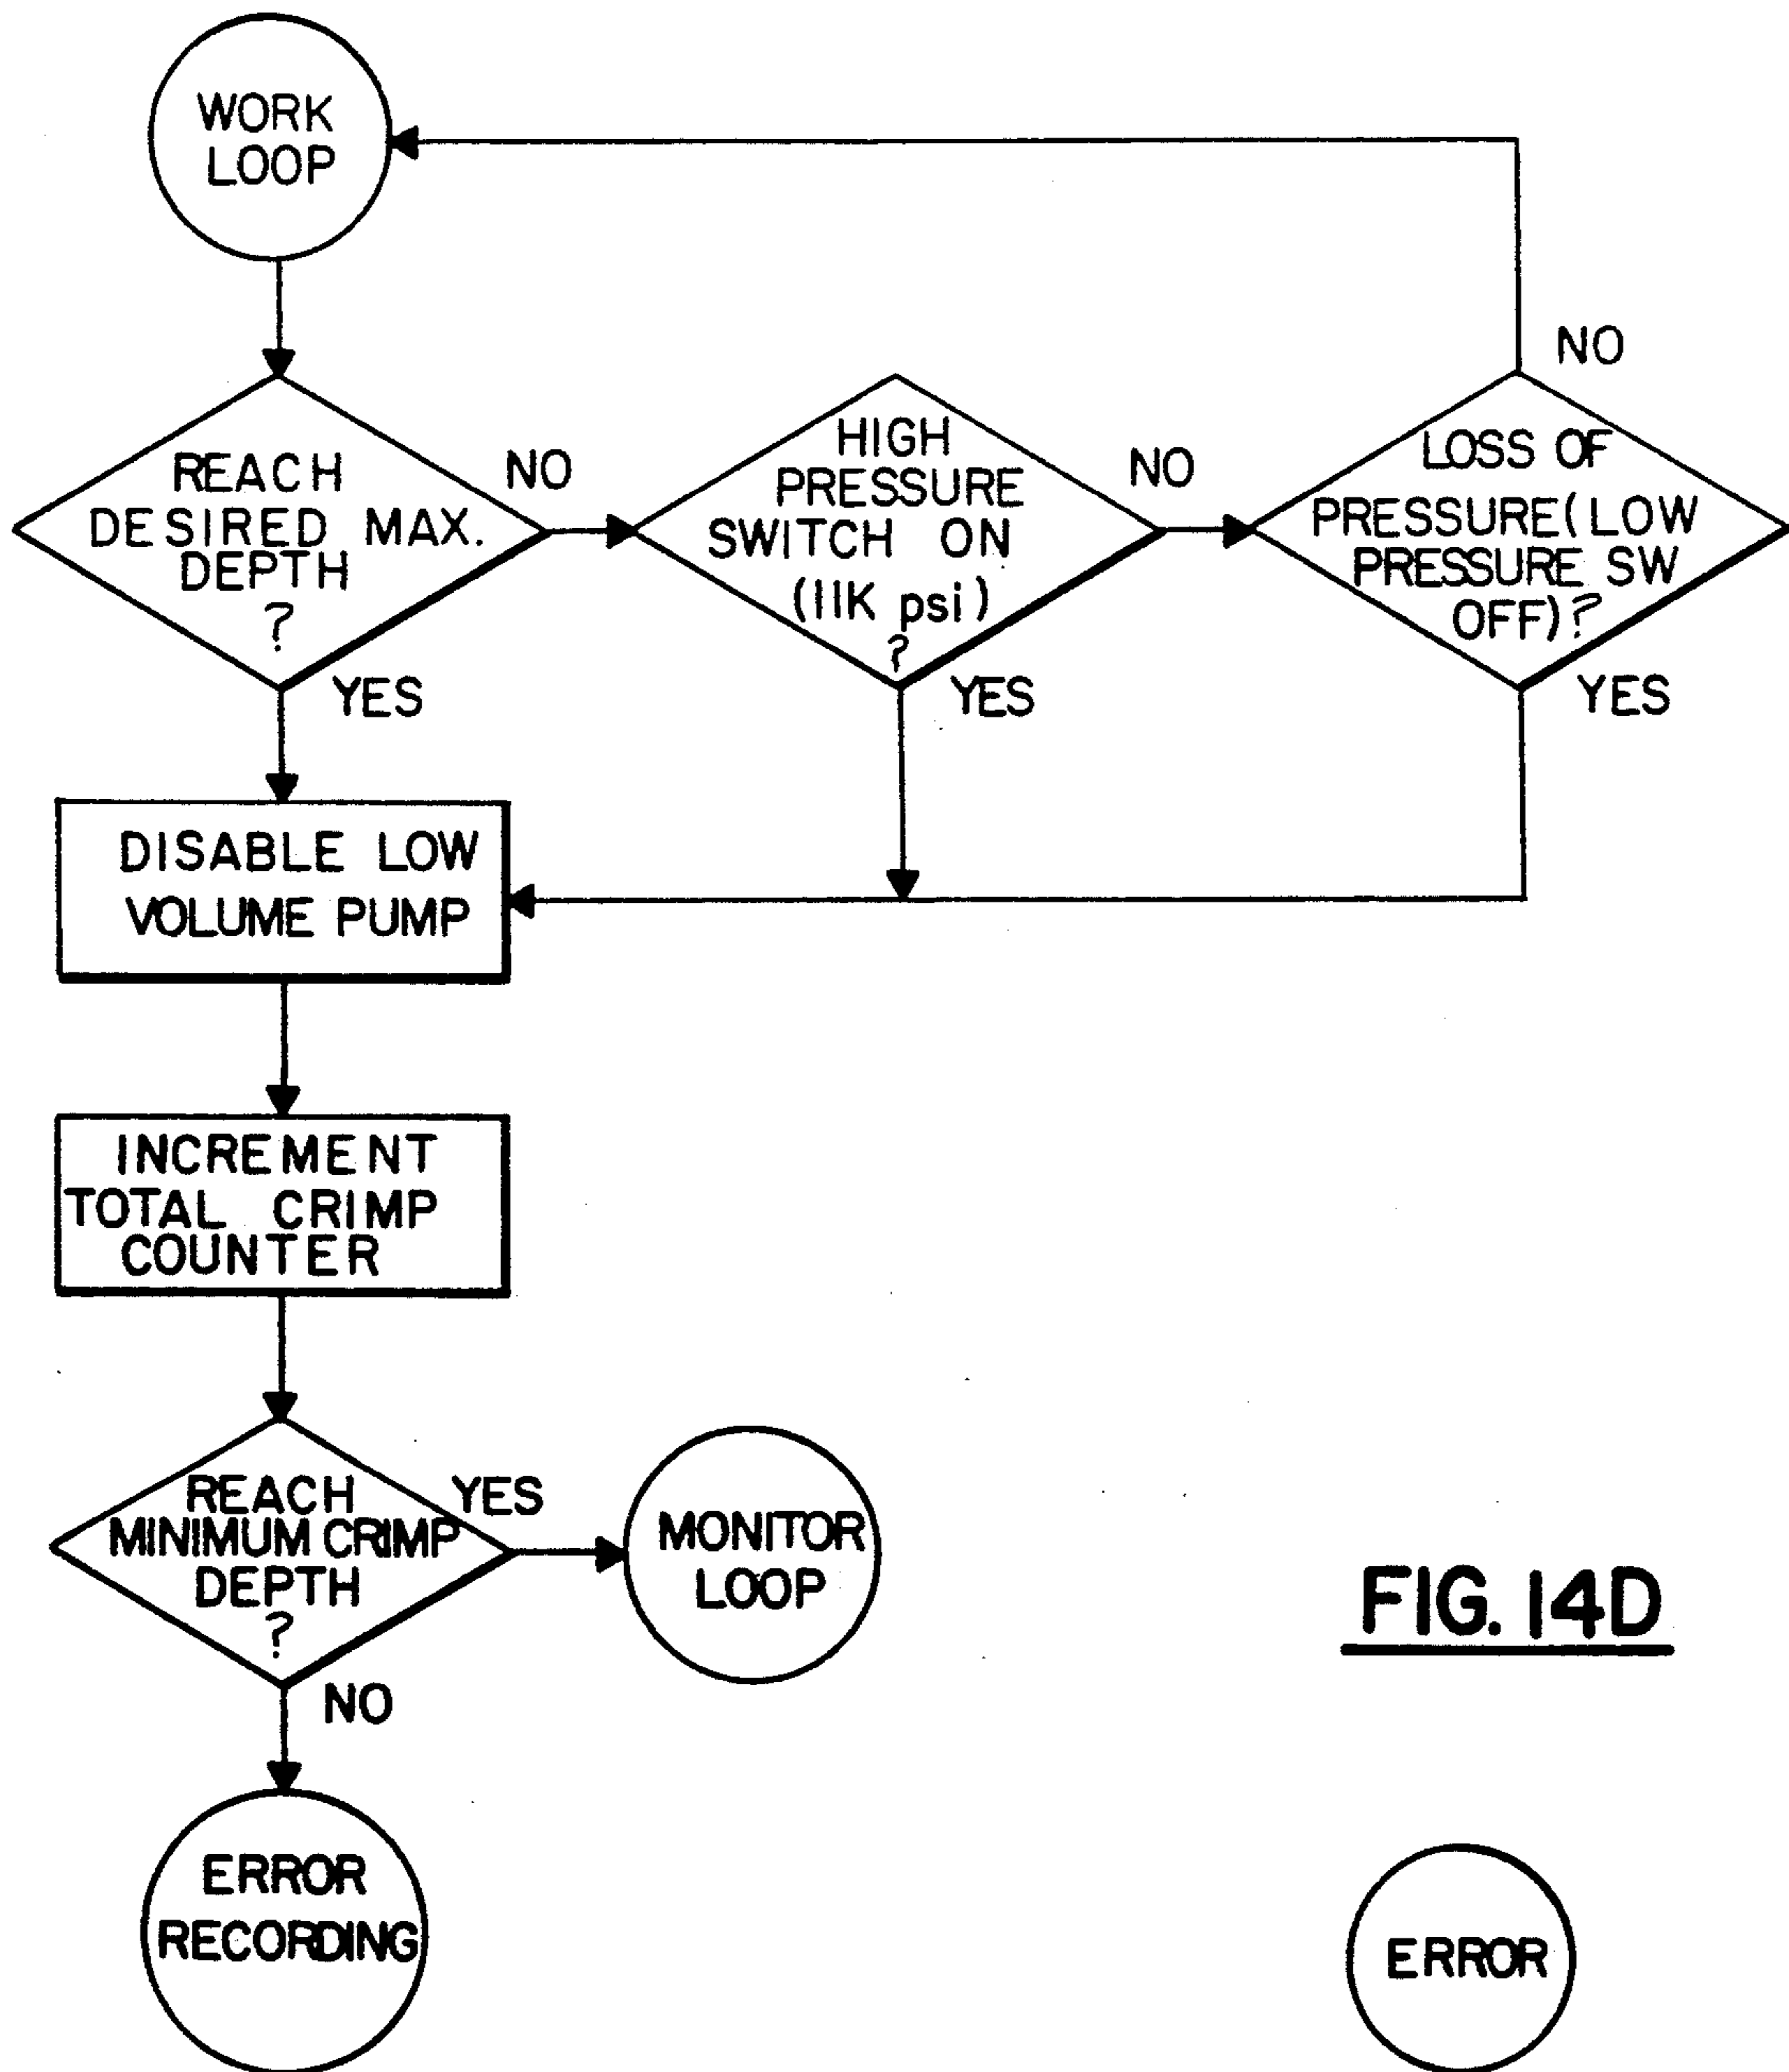 WORK
LOOP
REACH
DESIRED MAX.
DEPTH
?
NO
YES
HIGH
PRESSURE
SWITCH ON
(11K psi)
?
NO
YES
LOSS OF
PRESSURE(LOW
PRESSURE SW
OFF)?
NO
YES
DISABLE LOW
VOLUME PUMP
INCREMENT
TOTAL CRIMP
COUNTER
REACH
MINIMUM CRIMP
DEPTH
?
YES
NO
MONITOR
LOOP
ERROR
RECORDING
FIG. 14D
ERROR